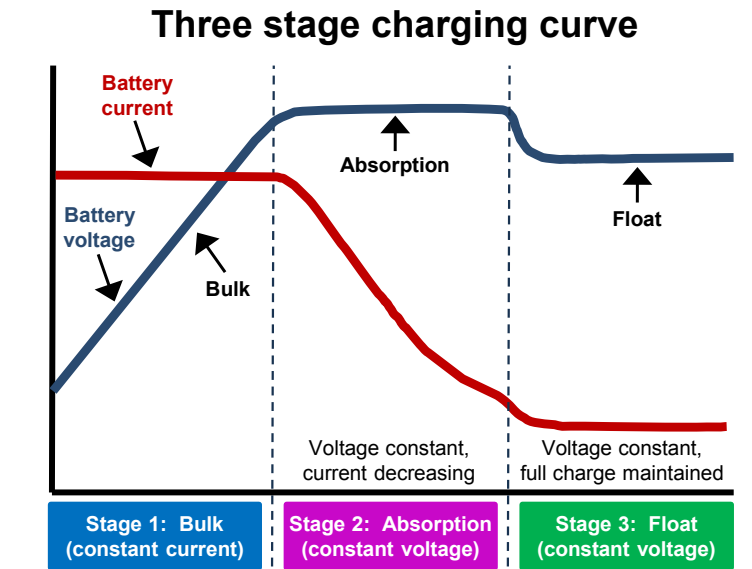 Three stage charging curve
Battery
current
Absorption
Battery
voltage
Float
Bulk
Voltage constant,
current decreasing
Voltage constant,
full charge maintained
Stage 1:  Bulk
(constant current)
Stage 2:  Absorption
(constant voltage)
Stage 3:  Float
(constant voltage)